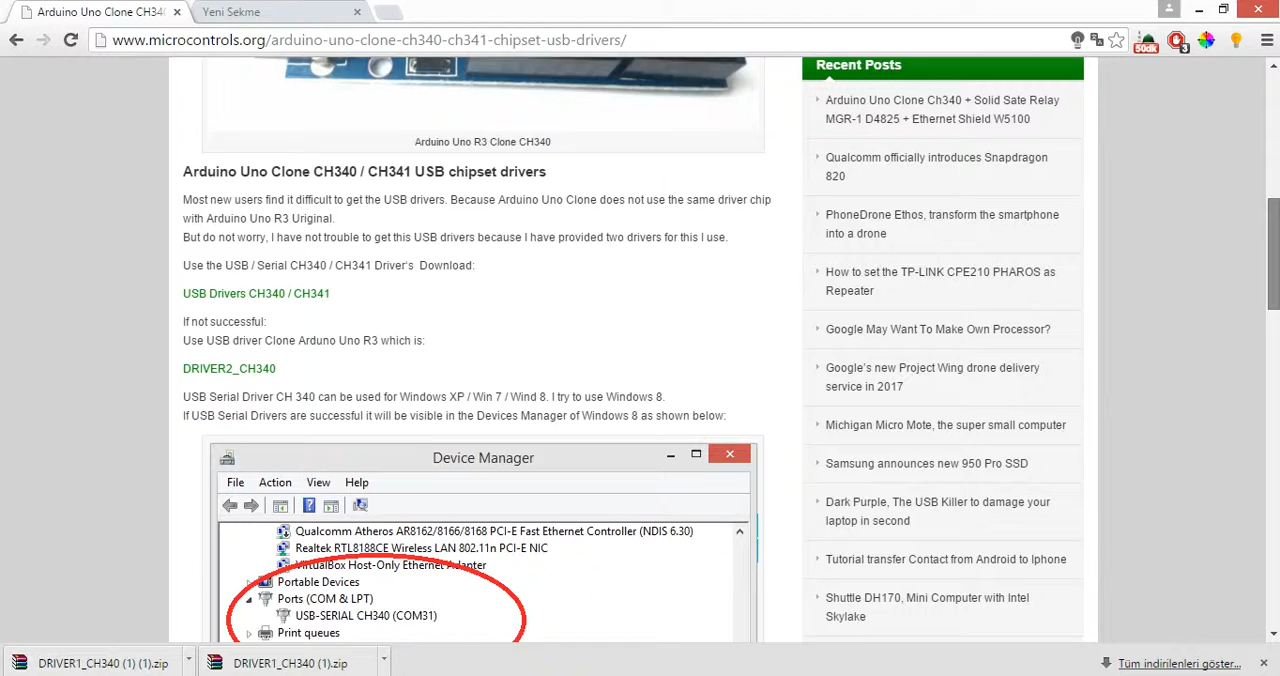 Arduino Uno Clone CH34
Yeni Sekme
www.microcontrols.org/arduino-uno-clone-ch340-ch341-chipset-usb-drivers/
50dk
3
Arduino Uno R3 Clone CH340
Arduino Uno Clone CH340 / CH341 USB chipset drivers
Most new users find it difficult to get the USB drivers. Because Arduino Uno Clone does not use the same driver chip
with Arduino Uno R3 Uriginal.
But do not worry, I have not trouble to get this USB drivers because I have provided two drivers for this I use.
Use the USB / Serial CH340 / CH341 Driver's Download:
USB Drivers CH340 / CH341
If not successful:
Use USB driver Clone Arduno Uno R3 which is:
DRIVER2_CH340
USB Serial Driver CH 340 can be used for Windows XP / Win 7 / Wind 8. I try to use Windows 8.
If USB Serial Drivers are successful it will be visible in the Devices Manager of Windows 8 as shown below:
Device Manager
File Action View Help
Qualcomm Atheros AR8162/8166/8168 PCI-E Fast Ethernet Controller (NDIS 6.30)
Realtek RTL8188CE Wireless LAN 802.11n PCI-E NIC
VirtualBox Host-Only Ethernet Adapter
Portable Devices
Ports (COM & LPT)
USB-SERIAL CH340 (COM31)
Print queues
Recent Posts
Arduino Uno Clone Ch340 + Solid Sate Relay
MGR-1 D4825 + Ethernet Shield W5100
Qualcomm officially introduces Snapdragon
820
PhoneDrone Ethos, transform the smartphone
into a drone
How to set the TP-LINK CPE210 PHAROS as
Repeater
Google May Want To Make Own Processor?
Google's new Project Wing drone delivery
service in 2017
Michigan Micro Mote, the super small computer
Samsung announces new 950 Pro SSD
Dark Purple, The USB Killer to damage your
laptop in second
Tutorial transfer Contact from Android to Iphone
Shuttle DH170, Mini Computer with Intel
Skylake
DRIVER1_CH340 (1) (1).zip
DRIVER1_CH340 (1).zip
Tüm indirilenleri göster...